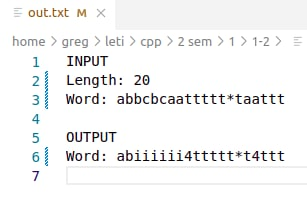 out.txt M ×
home > greg > leti > cpp > 2 sem > 1 > 1-2 >
1 INPUT
2 Length: 20
3 Word: abbcbcaattttt*taattt
4
5 OUTPUT
6 Word: abiiiiii4ttttt*t4ttt
7